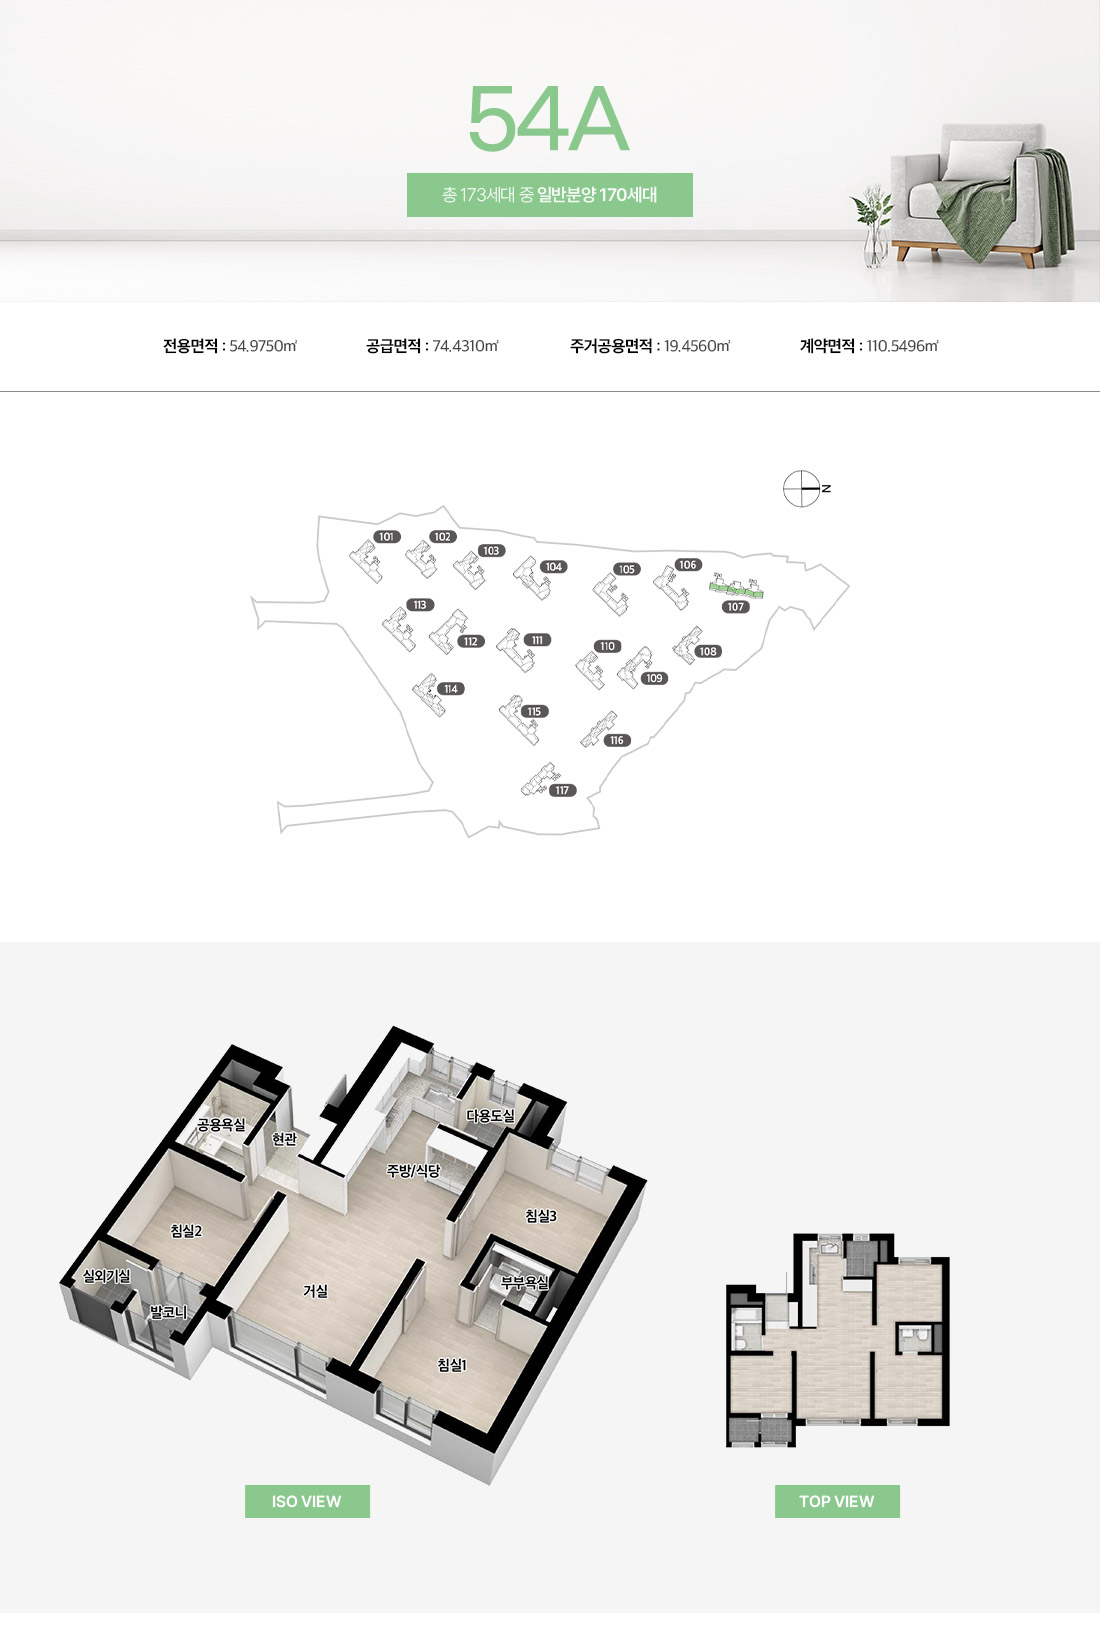 54A
총 173세대 중 일반분양 170세대
전용면적 : 54.9750㎡
공급면적 : 74.4310㎡
주거공용면적 : 19.4560㎡
계약면적 : 110.5496㎡
N
101
102
103
104
105
106
107
113
112
111
110
109
108
114
115
116
117
공용욕실
현관
다용도실
주방/식당
침실2
침실3
실외기실
발코니
거실
부부욕실
침실1
ISO VIEW
TOP VIEW